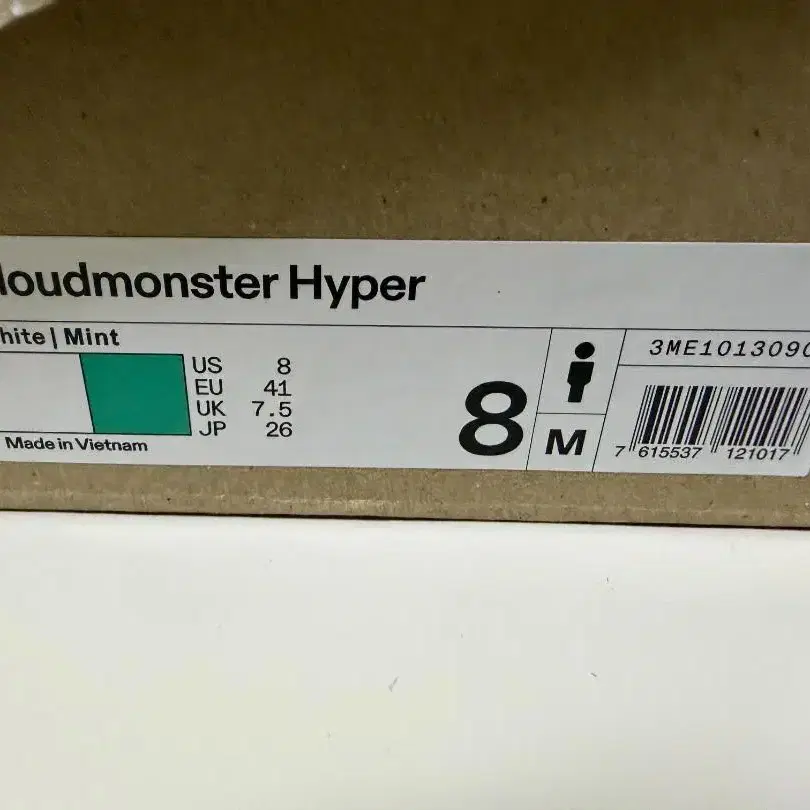 loudmonster Hyper
hite | Mint
US 8
EU 41
UK 7.5
JP 26
Made in Vietnam
8
M
3ME1013090
7 615537 121017